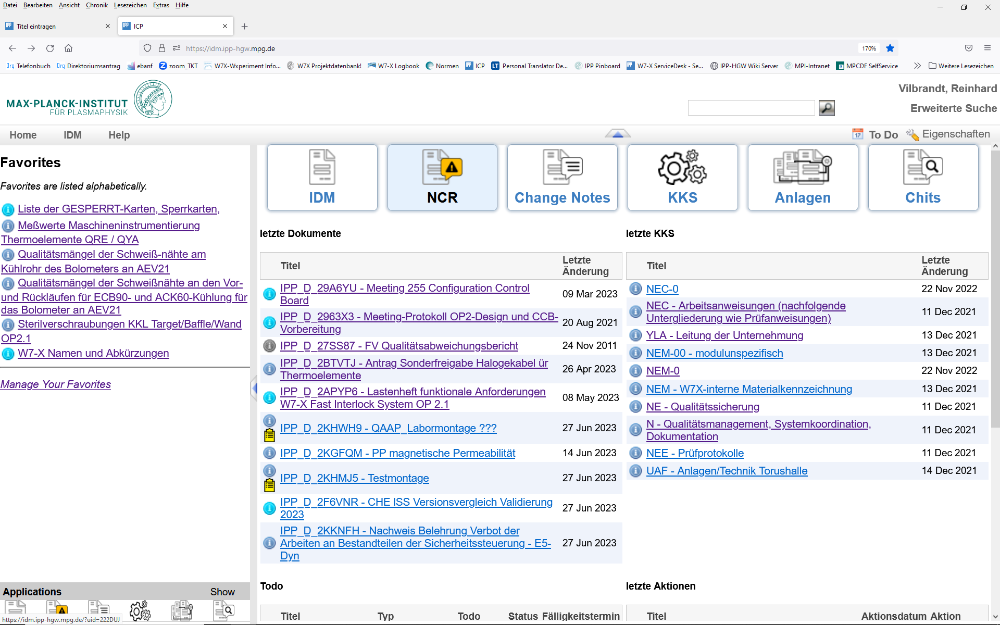 Datei Bearbeiten Ansicht Chronik Lesezeichen Extras Hilfe
Titel eintragen
ICP
https://idm.ipp-hgw.mpg.de
170%
Telefonbuch Direktoriumsantrag ebanf zoom_TKT W7X-Wxperiment Info... W7X Projektdatenbank! W7-X Logbook Normen ICP Personal Translator De... IPP Pinboard W7-X ServiceDesk - Se... IPP-HGW Wiki Server MPI-Intranet MPCDF SelfService Weitere Lesezeichen
MAX-PLANCK-INSTITUT
FÜR PLASMAPHYSIK
Vilbrandt, Reinhard
Erweiterte Suche
Home IDM Help
To Do Eigenschaften
Favorites
Favorites are listed alphabetically.
Liste der GESPERRT-Karten, Sperrkarten,
Meßwerte Maschineninstrumentierung
Thermoelemente QRE / QYA
Qualitätsmängel der Schweiß-nähte am
Kühlrohr des Bolometers an AEV21
Qualitätsmängel der Schweißnähte an den Vor-
und Rückläufen für ECB90- und ACK60-Kühlung für
das Bolometer an AEV21
Sterilverschraubungen KKL Target/Baffle/Wand
OP2.1
W7-X Namen und Abkürzungen
Manage Your Favorites
Applications Show
https://idm.ipp-hgw.mpg.de/?uid=222DUJ
IDM NCR Change Notes KKS Anlagen Chits
letzte Dokumente
Titel Letzte Änderung
IPP_D_29A6YU - Meeting 255 Configuration Control
Board
09 Mar 2023
IPP_D_2963X3 - Meeting-Protokoll OP2-Design und CCB-
Vorbereitung
20 Aug 2021
IPP_D_27SS87 - FV Qualitätsabweichungsbericht 24 Nov 2011
IPP_D_2BTVTJ - Antrag Sonderfreigabe Halogekabel ür
Thermoelemente
26 Apr 2023
IPP_D_2APYP6 - Lastenheft funktionale Anforderungen
W7-X Fast Interlock System OP 2.1
08 May 2023
IPP_D_2KHWH9 - QAAP_Labormontage ??? 27 Jun 2023
IPP_D_2KGFQM - PP magnetische Permeabilität 14 Jun 2023
IPP_D_2KHMJ5 - Testmontage 27 Jun 2023
IPP_D_2F6VNR - CHE ISS Versionsvergleich Validierung
2023
27 Jun 2023
IPP_D_2KKNFH - Nachweis Belehrung Verbot der
Arbeiten an Bestandteilen der Sicherheitssteuerung - E5-
Dyn
27 Jun 2023
letzte KKS
Titel Letzte Änderung
NEC-0 22 Nov 2022
NEC - Arbeitsanweisungen (nachfolgende
Untergliederung wie Prüfanweisungen)
11 Dec 2021
YLA - Leitung der Unternehmung 13 Dec 2021
NEM-00 - modulunspezifisch 13 Dec 2021
NEM-0 22 Nov 2022
NEM - W7X-interne Materialkennzeichnung 13 Dec 2021
NE - Qualitätssicherung 11 Dec 2021
N - Qualitätsmanagement, Systemkoordination,
Dokumentation
11 Dec 2021
NEE - Prüfprotokolle 11 Dec 2021
UAF - Anlagen/Technik Torushalle 14 Dec 2021
Todo
Titel Typ Todo Status Fälligkeitstermin
letzte Aktionen
Titel Aktionsdatum Aktion